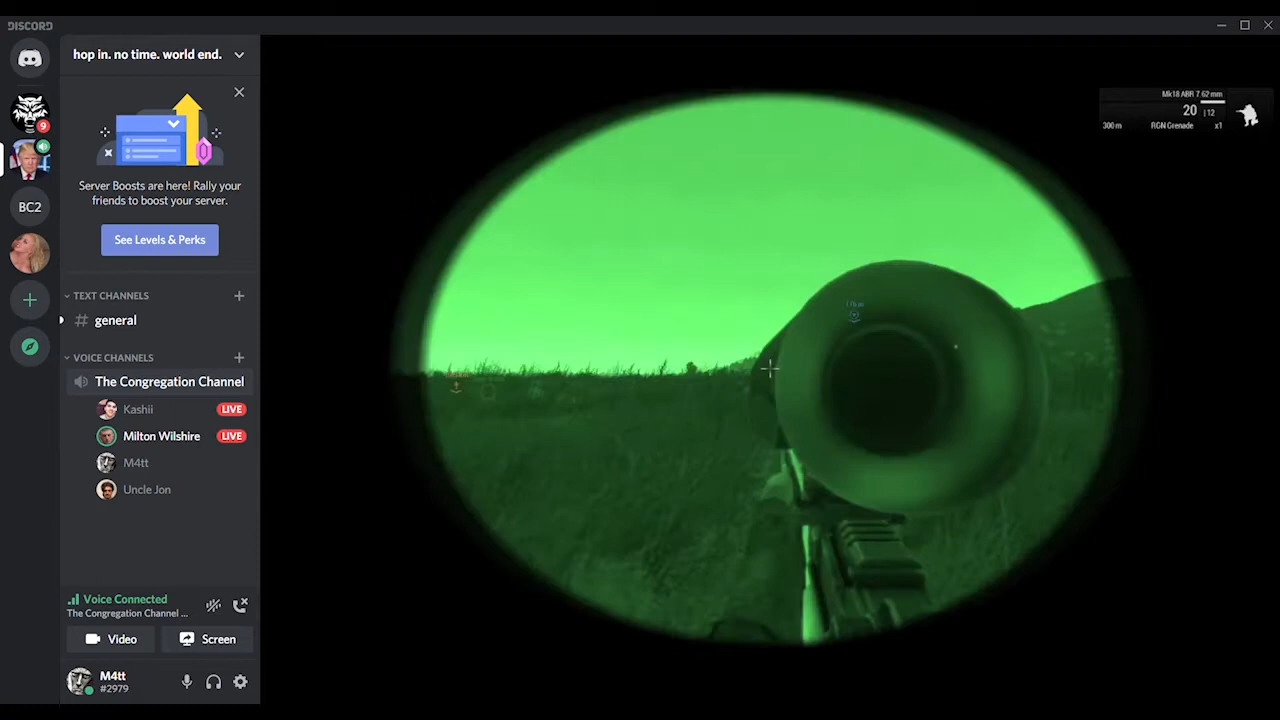 DISCORD
hop in. no time. world end.
9
BC2
Server Boosts are here! Rally your
friends to boost your server.
See Levels & Perks
TEXT CHANNELS
# general
VOICE CHANNELS
The Congregation Channel
Kashii LIVE
Milton Wilshire LIVE
M4tt
Uncle Jon
Voice Connected
The Congregation Channel ...
Video
Screen
M4tt
#2979
Mk18 ABR 7.62 mm
20 |12
300 m RGN Grenade x1